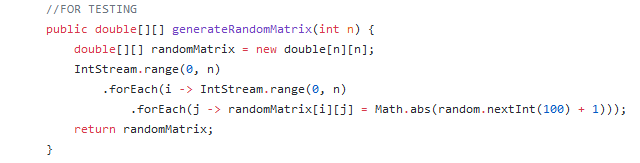 //FOR TESTING
public double[][] generateRandomMatrix(int n) {
    double[][] randomMatrix = new double[n][n];
    IntStream.range(0, n)
        .forEach(i -> IntStream.range(0, n)
            .forEach(j -> randomMatrix[i][j] = Math.abs(random.nextInt(100) + 1)));
    return randomMatrix;
}